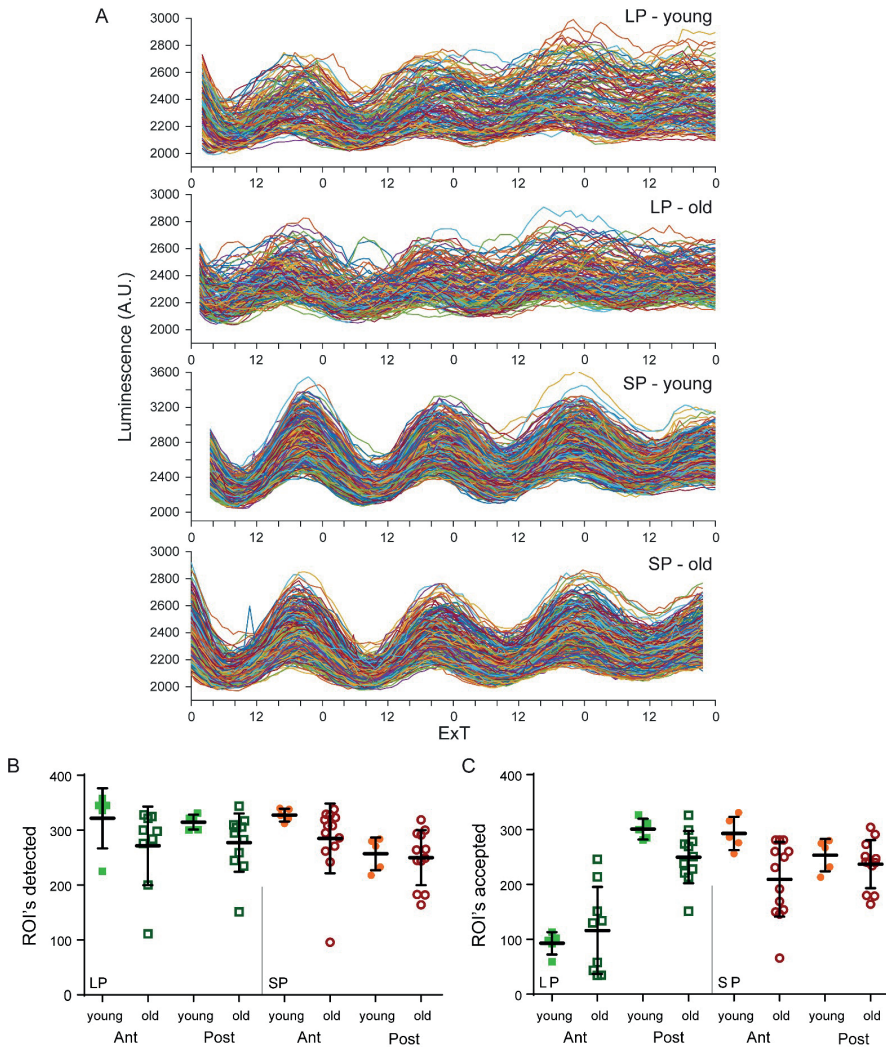 A
LP - young
3000
2800
2600
2400
2200
2000
0 12 0 12 0 12 0 12 0
LP - old
3000
2800
2600
2400
2200
2000
0 12 0 12 0 12 0 12 0
Luminescence (A.U.)
SP - young
3600
3200
2800
2400
2000
0 12 0 12 0 12 0 12 0
SP - old
3000
2800
2600
2400
2200
2000
0 12 0 12 0 12 0 12 0
ExT
B
400
300
200
100
0
ROI's detected
LP SP
young old young old young old young old
Ant Post Ant Post
C
400
300
200
100
0
ROI's accepted
LP SP
young old young old young old young old
Ant Post Ant Post